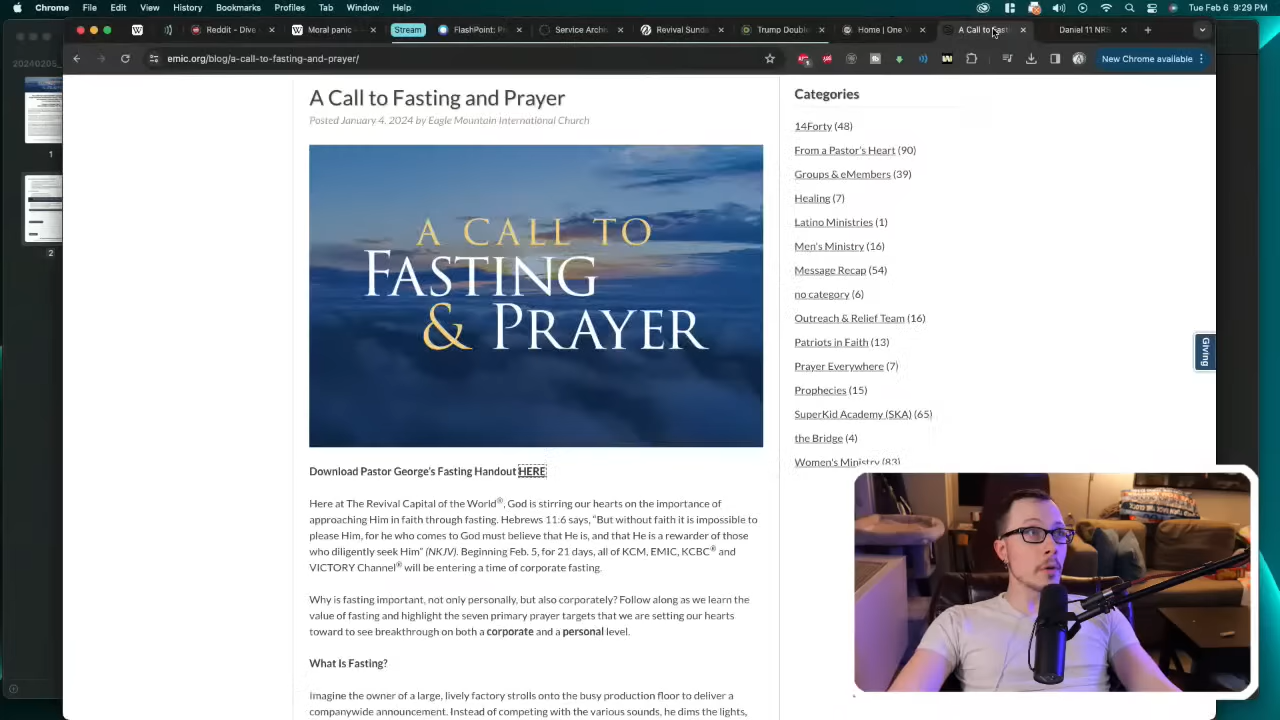 Chrome File Edit View History Bookmarks Profiles Tab Window Help
Tue Feb 6 9:29 PM
20240205_
Reddit - Dive
Moral panic -
Stream
FlashPoint: P
Service Archi
Revival Sunda
Trump Double
Home | One V
A Call to Fasti
Daniel 11 NRS
emic.org/blog/a-call-to-fasting-and-prayer/
New Chrome available
A Call to Fasting and Prayer
Posted January 4, 2024 by Eagle Mountain International Church
A CALL TO
FASTING
& PRAYER
Download Pastor George's Fasting Handout HERE
Here at The Revival Capital of the World®, God is stirring our hearts on the importance of
approaching Him in faith through fasting. Hebrews 11:6 says, “But without faith it is impossible to
please Him, for he who comes to God must believe that He is, and that He is a rewarder of those
who diligently seek Him” (NKJV). Beginning Feb. 5, for 21 days, all of KCM, EMIC, KCBC® and
VICTORY Channel® will be entering a time of corporate fasting.
Why is fasting important, not only personally, but also corporately? Follow along as we learn the
value of fasting and highlight the seven primary prayer targets that we are setting our hearts
toward to see breakthrough on both a corporate and a personal level.
What Is Fasting?
Imagine the owner of a large, lively factory strolls onto the busy production floor to deliver a
companywide announcement. Instead of competing with the various sounds, he dims the lights,
Categories
14Forty (48)
From a Pastor's Heart (90)
Groups & eMembers (39)
Healing (7)
Latino Ministries (1)
Men's Ministry (16)
Message Recap (54)
no category (6)
Outreach & Relief Team (16)
Patriots in Faith (13)
Prayer Everywhere (7)
Prophecies (15)
SuperKid Academy (SKA) (65)
the Bridge (4)
Women's Ministry (83)
Giving
1
2